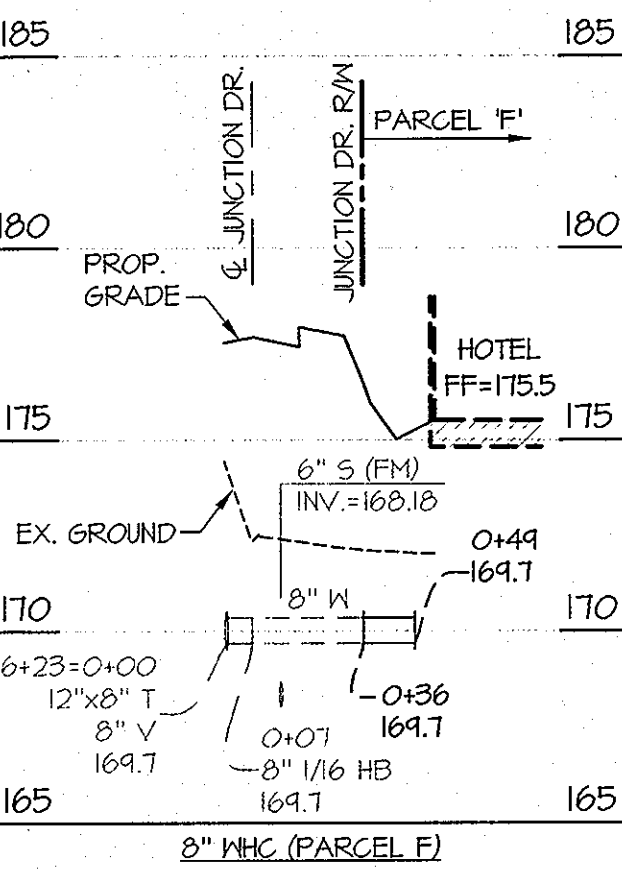 185
185
℄ JUNCTION DR.
JUNCTION DR. R/W
PARCEL 'F'
180
180
PROP.
GRADE
HOTEL
FF=175.5
175
175
6" S (FM)
INV.=168.18
EX. GROUND
0+49
169.7
8" W
170
170
6+23=0+00
12"x8" T
8" V
169.7
0+36
169.7
0+07
8" 1/16 HB
169.7
165
165
8" WHC (PARCEL F)